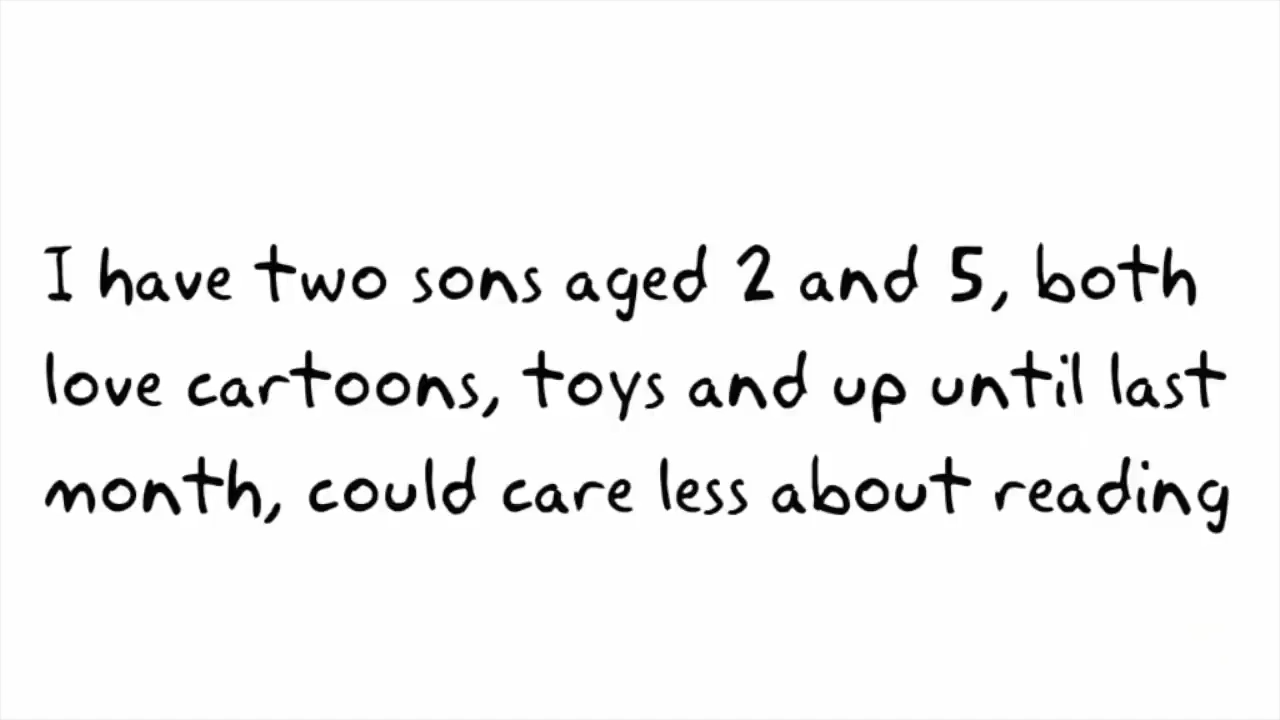 I have two sons aged 2 and 5, both
love cartoons, toys and up until last
month, could care less about reading